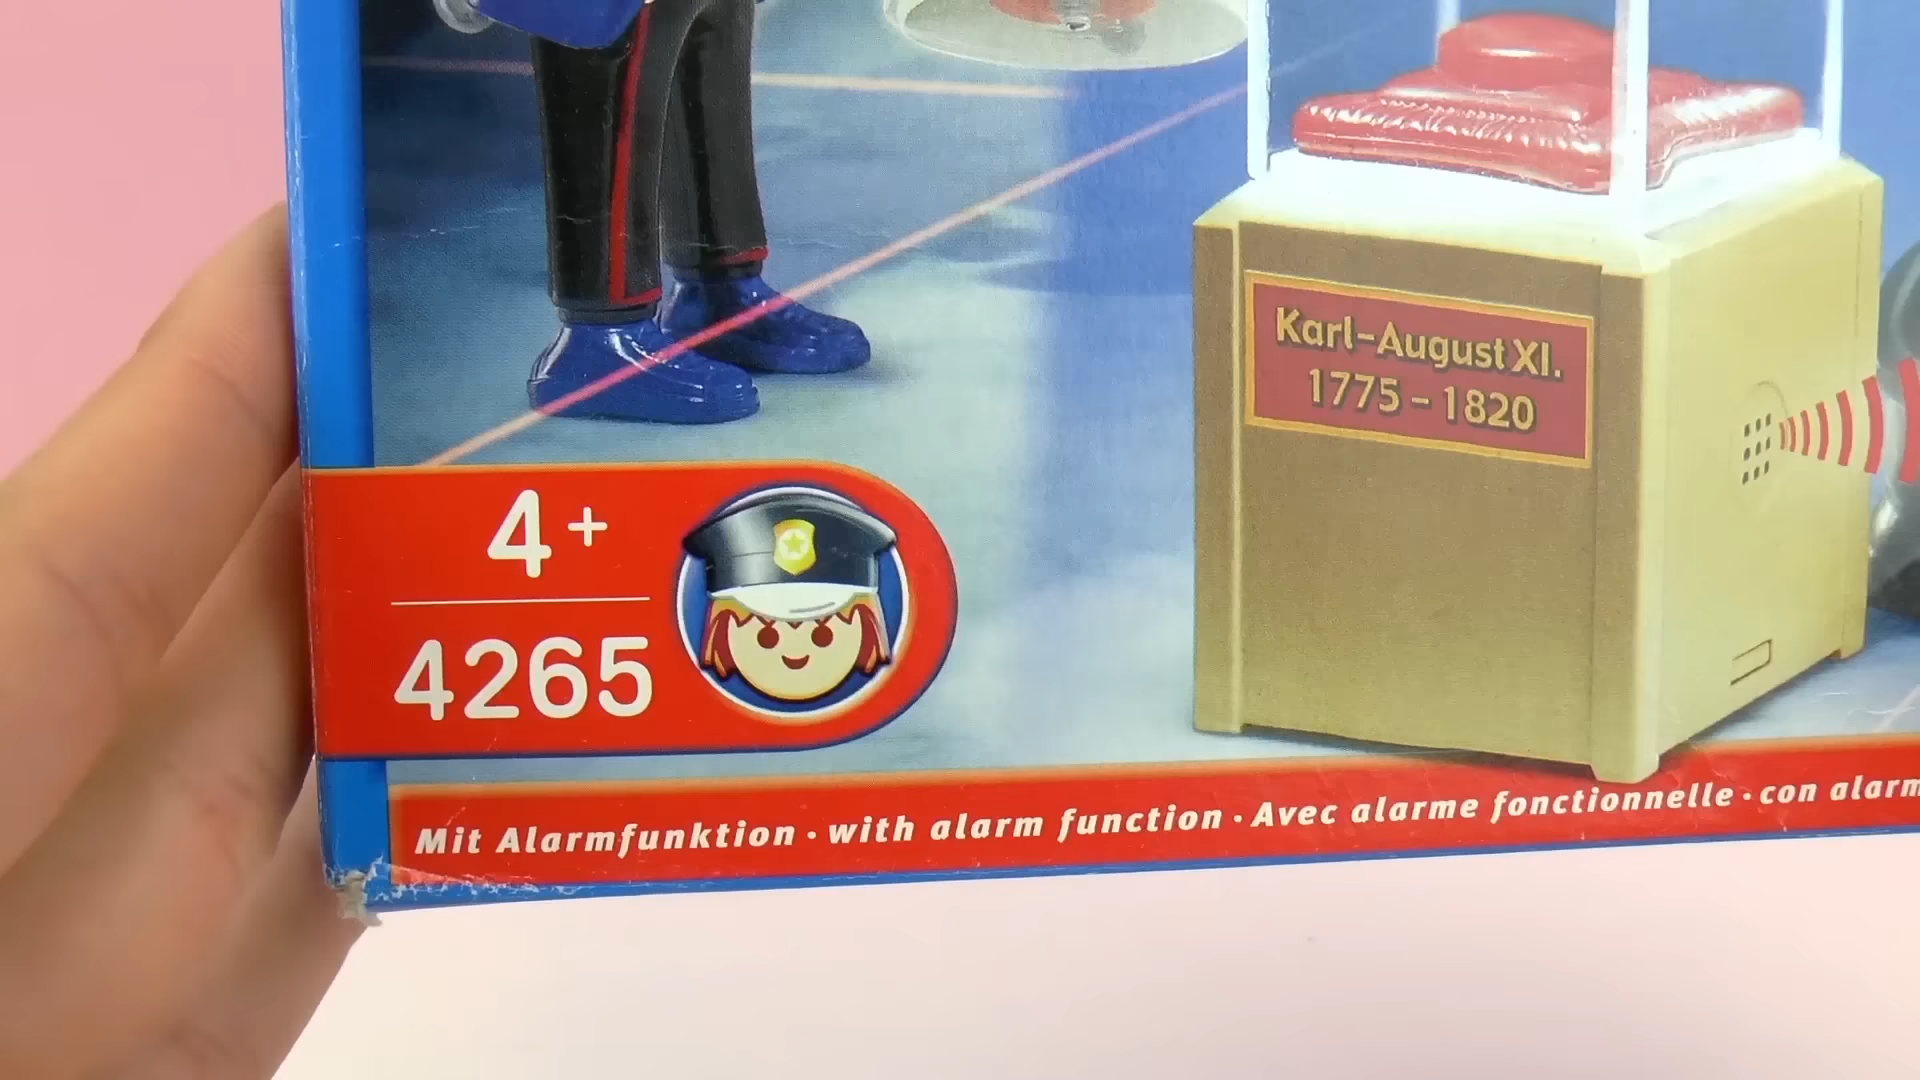 Karl-August XI.
1775 - 1820
4+
4265
Mit Alarmfunktion · with alarm function · Avec alarme fonctionnelle · con alarm